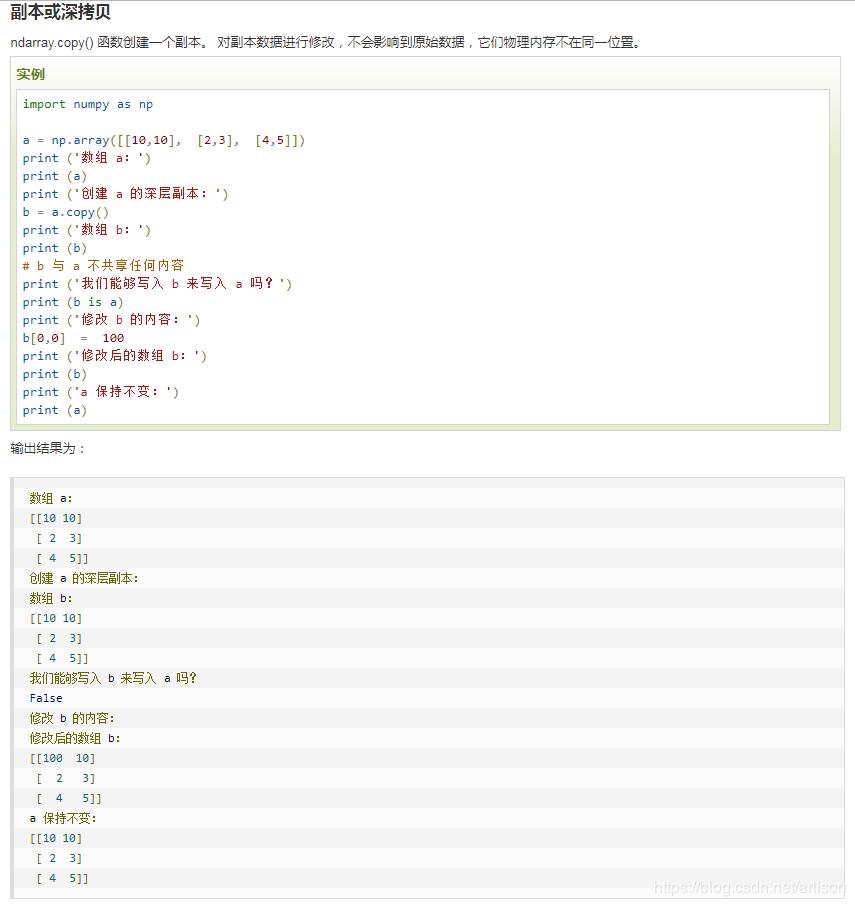 副本或深拷贝
ndarray.copy() 函数创建一个副本。 对副本数据进行修改，不会影响到原始数据，它们物理内存不在同一位置。
实例
import numpy as np
a = np.array([[10,10],  [2,3],  [4,5]])
print ('数组 a：')
print (a)
print ('创建 a 的深层副本：')
b = a.copy()
print ('数组 b：')
print (b)
# b 与 a 不共享任何内容
print ('我们能够写入 b 来写入 a 吗？')
print (b is a)
print ('修改 b 的内容：')
b[0,0]  =  100
print ('修改后的数组 b：')
print (b)
print ('a 保持不变：')
print (a)
输出结果为：
数组 a：
[[10 10]
 [ 2  3]
 [ 4  5]]
创建 a 的深层副本：
数组 b：
[[10 10]
 [ 2  3]
 [ 4  5]]
我们能够写入 b 来写入 a 吗？
False
修改 b 的内容：
修改后的数组 b：
[[100  10]
 [  2   3]
 [  4   5]]
a 保持不变：
[[10 10]
 [ 2  3]
 [ 4  5]]
https://blog.csdn.net/arlison